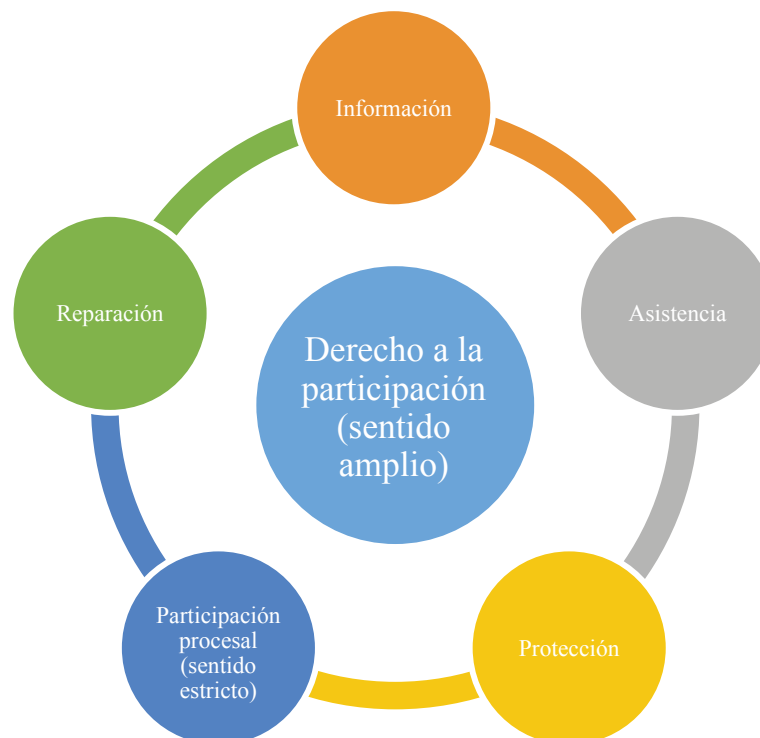 Información
Asistencia
Protección
Participación
procesal
(sentido
estricto)
Reparación
Derecho a la
participación
(sentido
amplio)